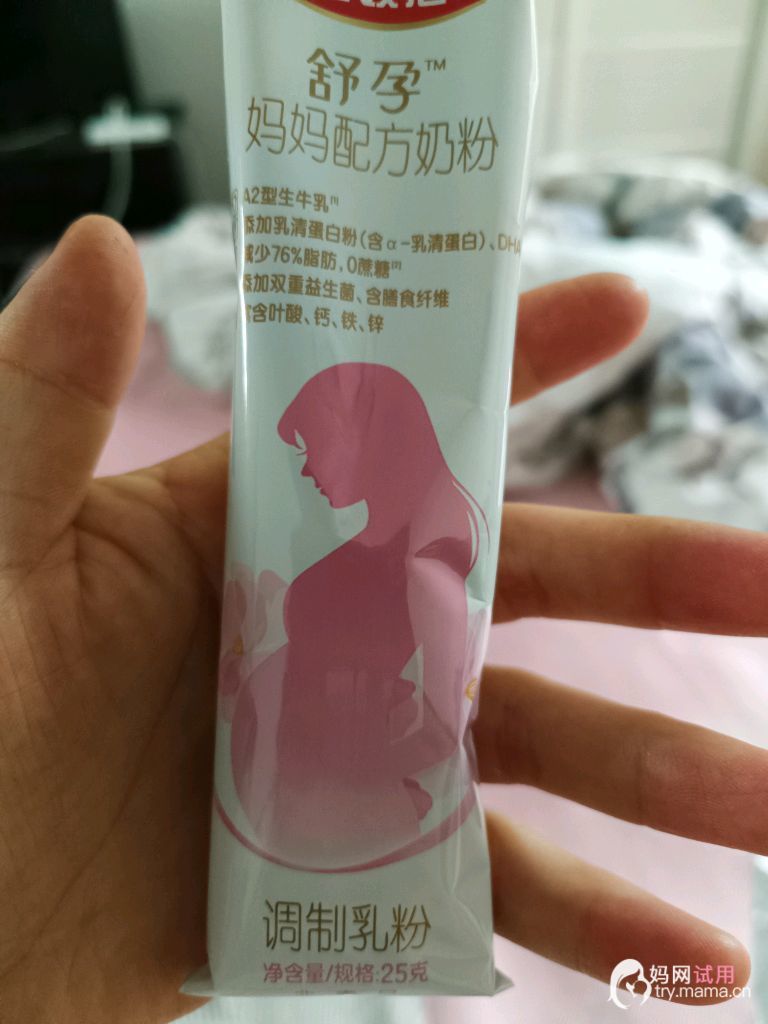 舒孕™
妈妈配方奶粉
A2型生牛乳[1]
添加乳清蛋白粉(含α-乳清蛋白)、DHA
减少76%脂肪,0蔗糖[2]
添加双重益生菌、含膳食纤维
含叶酸、钙、铁、锌
调制乳粉
净含量/规格:25克
妈网试用
try.mama.cn